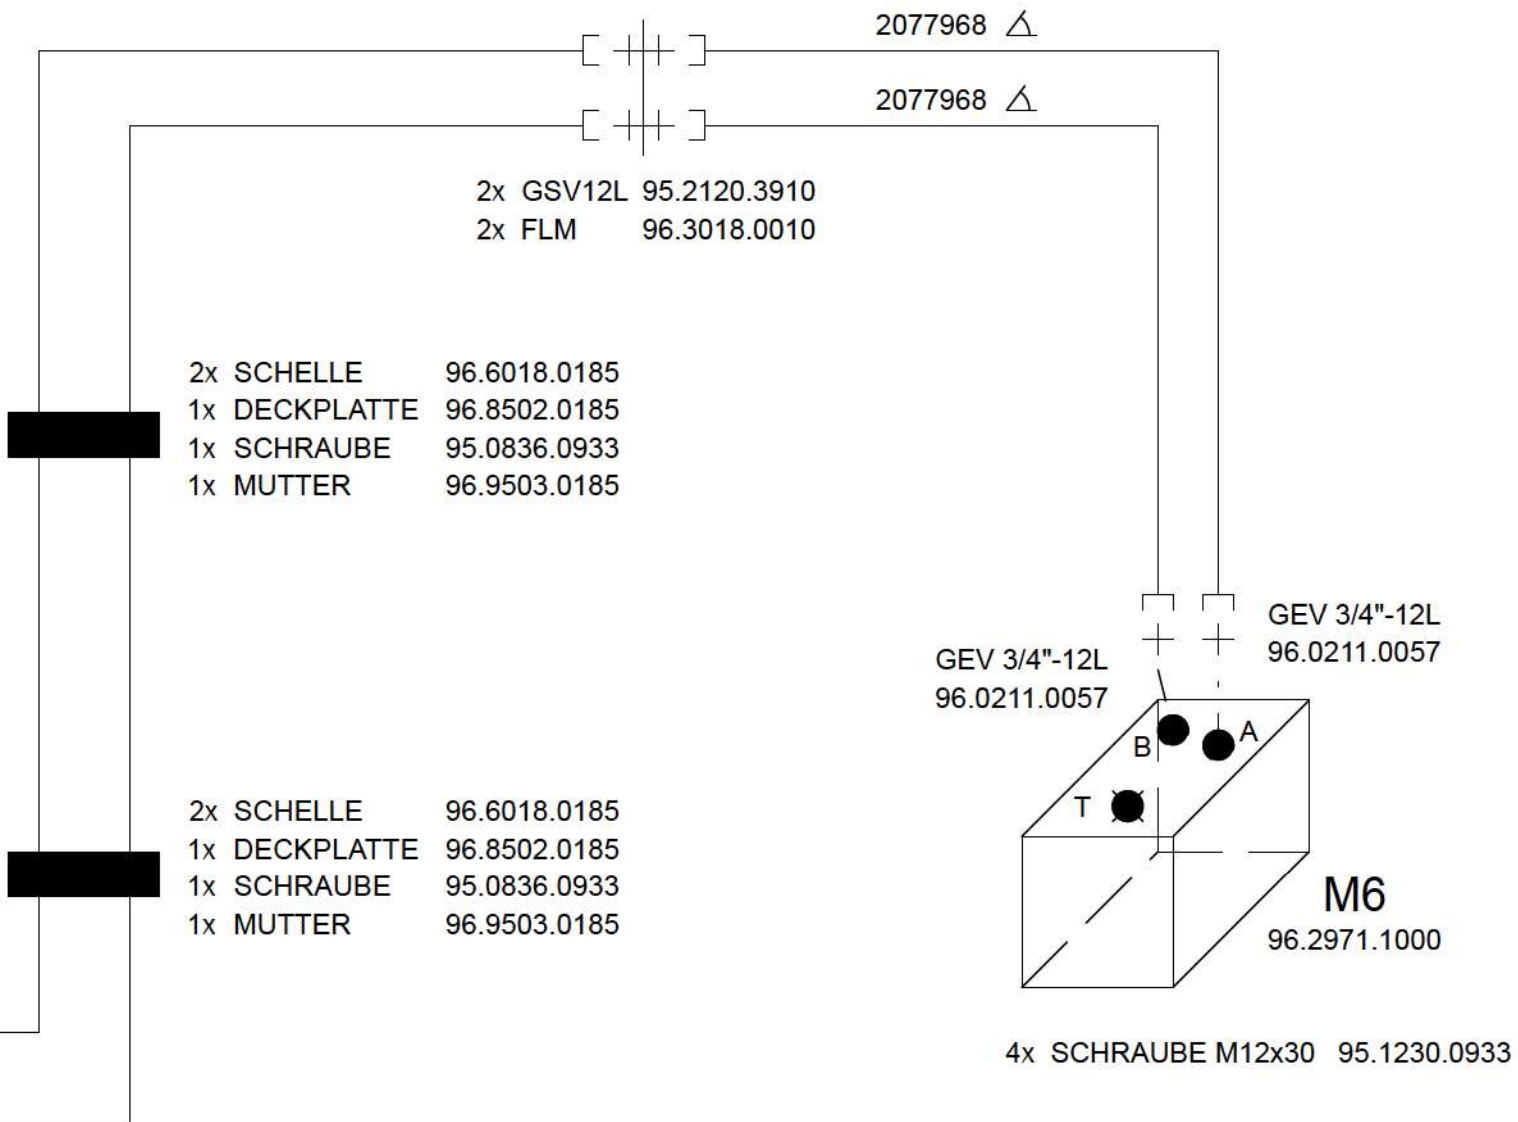 2077968
2077968
2x GSV12L 95.2120.3910
2x FLM 96.3018.0010
2x SCHELLE 96.6018.0185
1x DECKPLATTE 96.8502.0185
1x SCHRAUBE 95.0836.0933
1x MUTTER 96.9503.0185
GEV 3/4"-12L
96.0211.0057
GEV 3/4"-12L
96.0211.0057
B
A
T
2x SCHELLE 96.6018.0185
1x DECKPLATTE 96.8502.0185
1x SCHRAUBE 95.0836.0933
1x MUTTER 96.9503.0185
M6
96.2971.1000
4x SCHRAUBE M12x30 95.1230.0933